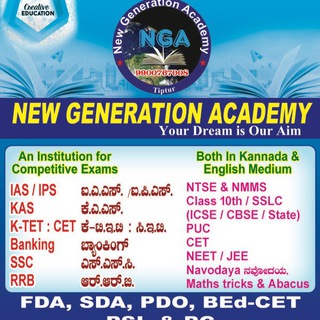 Creative
EDUCATION
New Generation Academy
NGA
9900767008
Tiptur
NEW GENERATION ACADEMY
Your Dream is Our Aim
An Institution for
Competitive Exams
IAS / IPS ಐ.ಎ.ಎಸ್. /ಐ.ಪಿ.ಎಸ್.
KAS ಕೆ.ಎ.ಎಸ್.
K-TET : CET ಕೆ-ಟಿ.ಇ.ಟಿ : ಸಿ.ಇ.ಟಿ.
Banking ಬ್ಯಾಂಕಿಂಗ್
SSC ಎಸ್.ಎಸ್.ಸಿ.
RRB ಆರ್.ಆರ್.ಬಿ.
Both In Kannada &
English Medium
NTSE & NMMS
Class 10th / SSLC
(ICSE / CBSE / State)
PUC
CET
NEET / JEE
Navodaya ನವೋದಯ.
Maths tricks & Abacus
FDA, SDA, PDO, BEd-CET